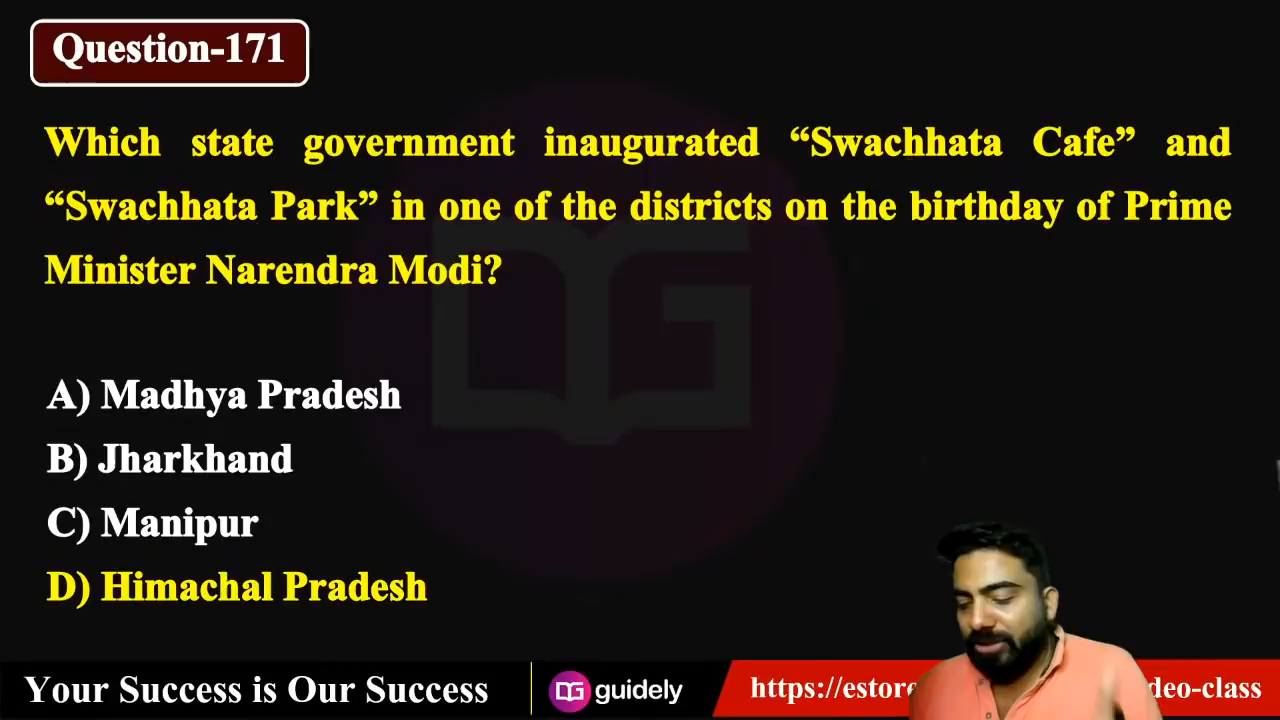 Question-171
Which state government inaugurated “Swachhata Cafe” and
“Swachhata Park” in one of the districts on the birthday of Prime
Minister Narendra Modi?
A) Madhya Pradesh
B) Jharkhand
C) Manipur
D) Himachal Pradesh
Your Success is Our Success
guidely
https://estore
deo-class